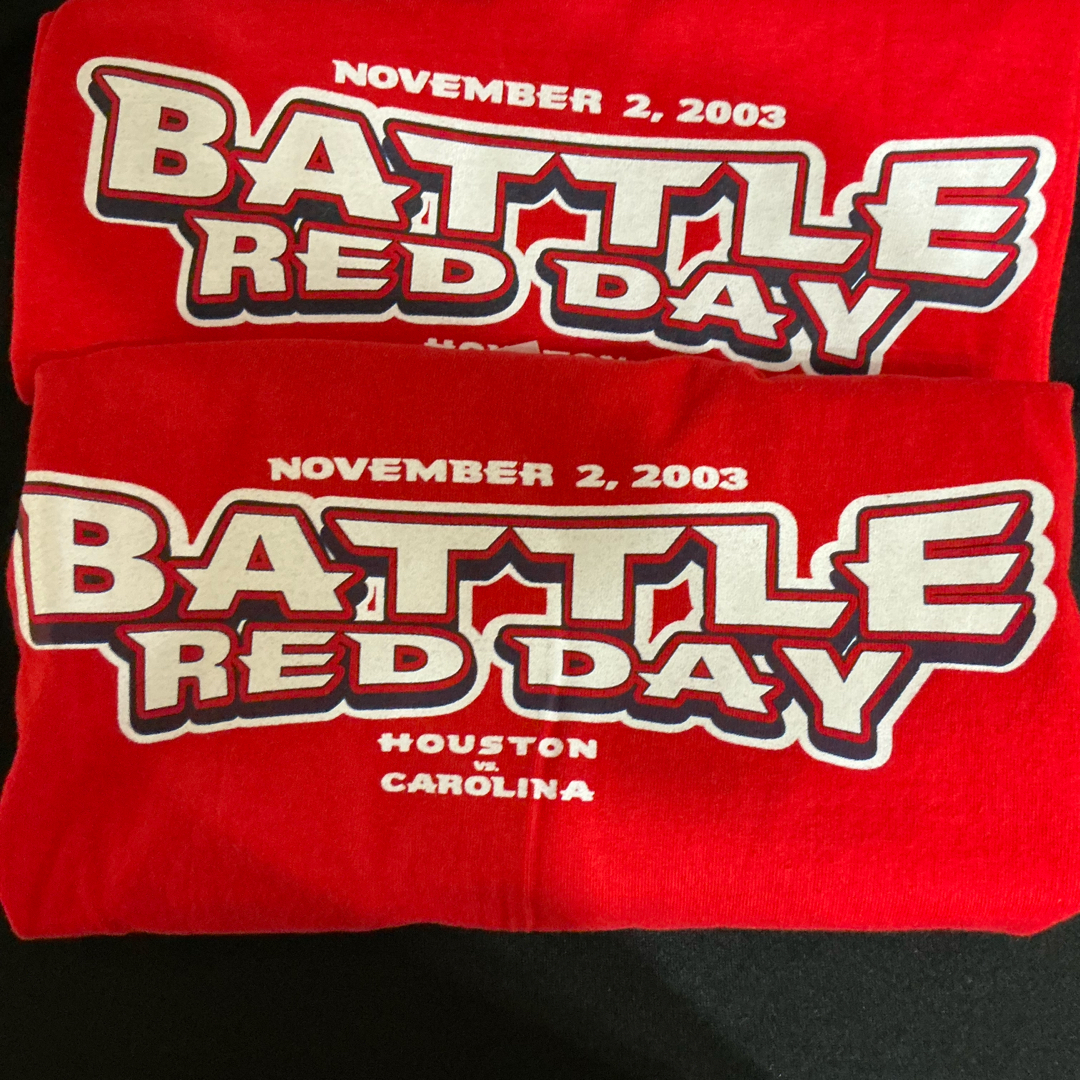 NOVEMBER 2, 2003
BATTLE
RED DAY
NOVEMBER 2, 2003
BATTLE
RED DAY
HOUSTON
VS.
CAROLINA